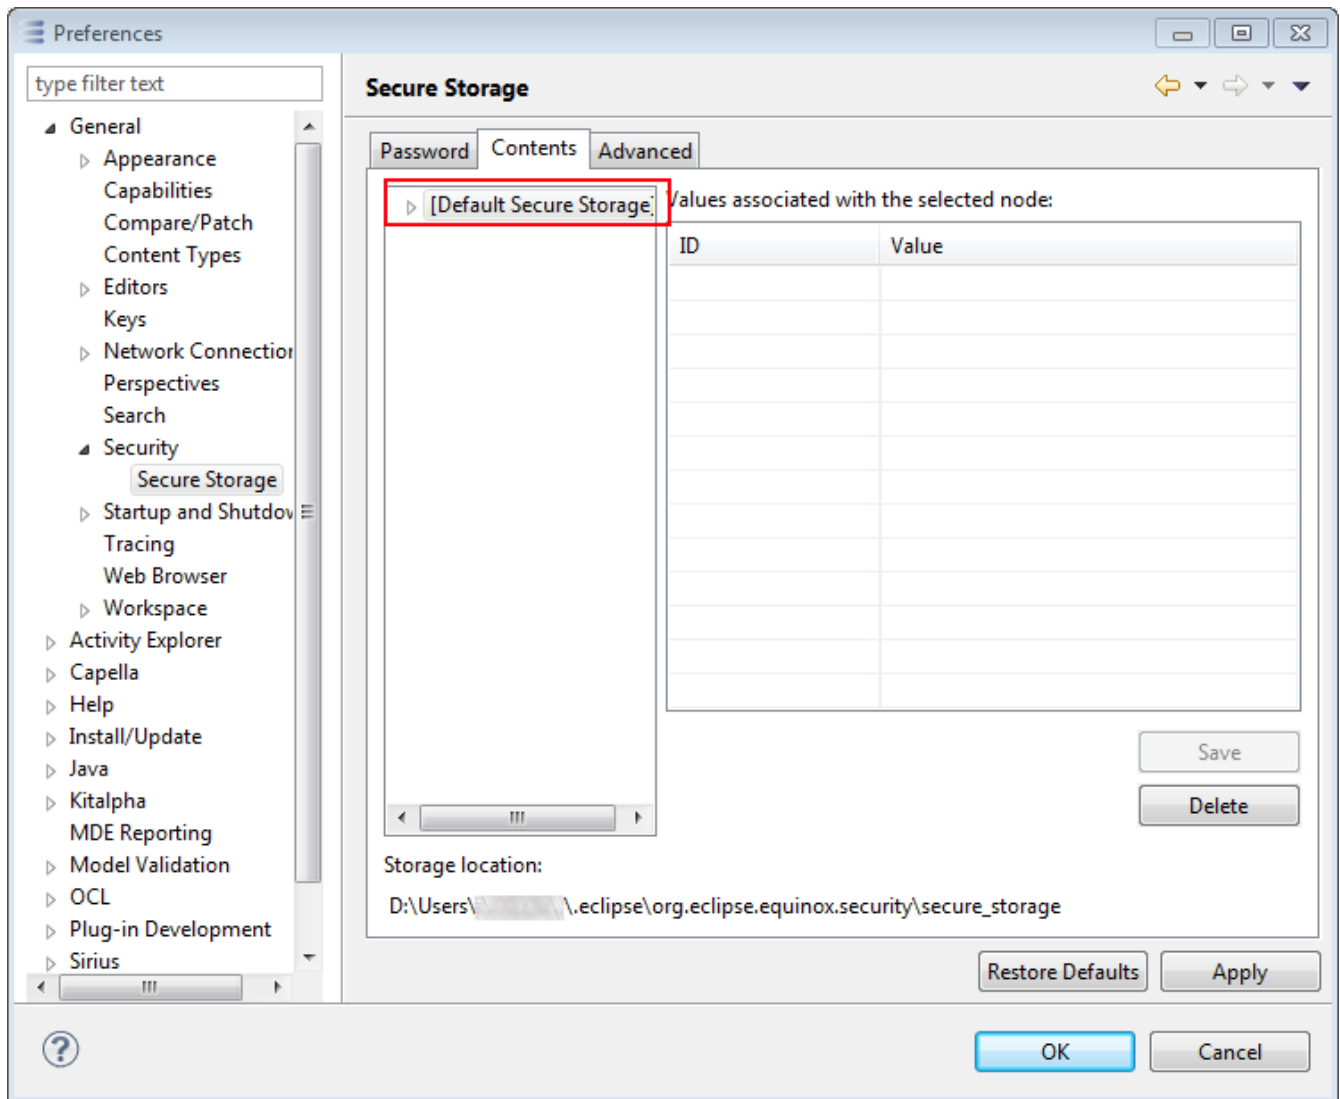 Preferences
type filter text
Secure Storage
General
Appearance
Capabilities
Compare/Patch
Content Types
Editors
Keys
Network Connection
Perspectives
Search
Security
Secure Storage
Startup and Shutdov
Tracing
Web Browser
Workspace
Activity Explorer
Capella
Help
Install/Update
Java
Kitalpha
MDE Reporting
Model Validation
OCL
Plug-in Development
Sirius
Password Contents Advanced
[Default Secure Storage]
Values associated with the selected node:
ID Value
Save
Delete
Storage location:
D:\Users\ \.eclipse\org.eclipse.equinox.security\secure_storage
Restore Defaults Apply
OK Cancel